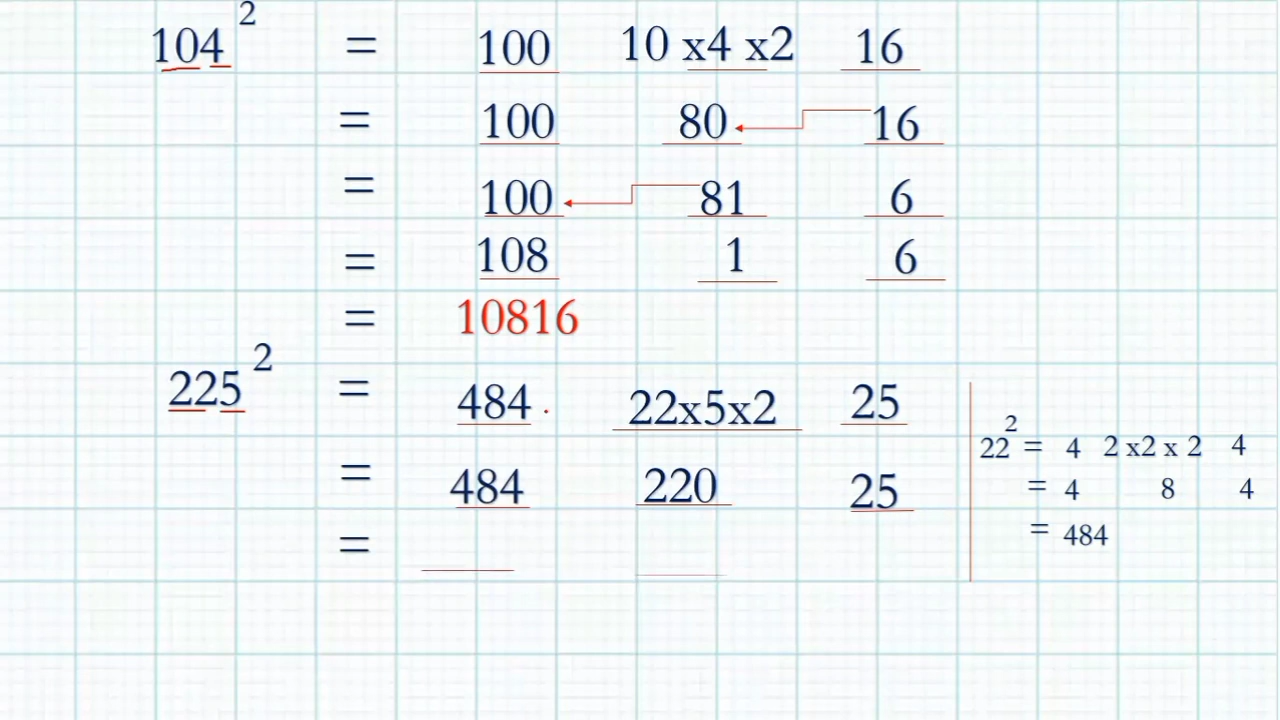 104² = 100 10 x4 x2 16
= 100 80 16
= 100 81 6
= 108 1 6
= 10816
225² = 484 . 22x5x2 25
= 484 220 25
=
22² = 4 2 x2 x 2 4
= 4 8 4
= 484